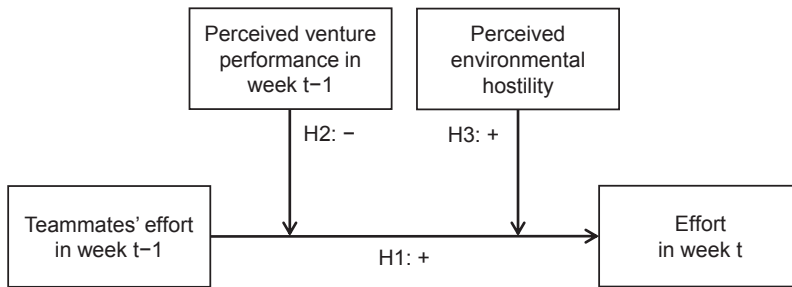 Perceived venture
performance in
week t−1
Perceived
environmental
hostility
H2: −
H3: +
Teammates’ effort
in week t−1
H1: +
Effort
in week t